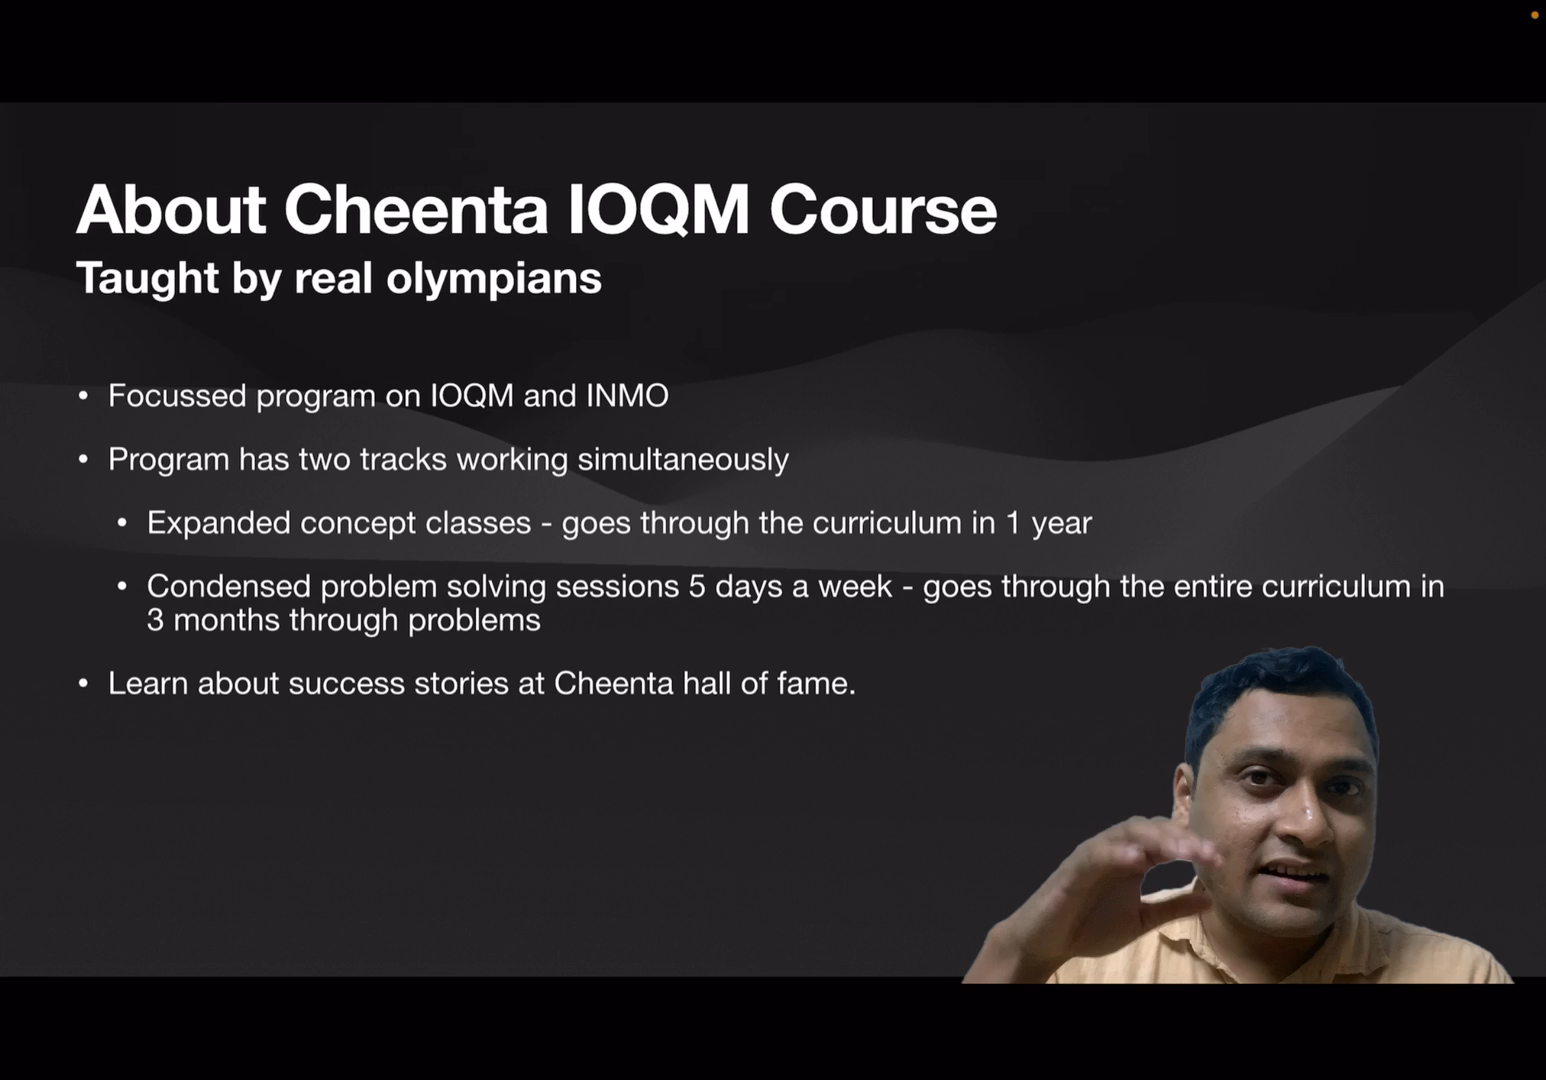 About Cheenta IOQM Course
Taught by real olympians
• Focussed program on IOQM and INMO
• Program has two tracks working simultaneously
• Expanded concept classes - goes through the curriculum in 1 year
• Condensed problem solving sessions 5 days a week - goes through the entire curriculum in
3 months through problems
• Learn about success stories at Cheenta hall of fame.